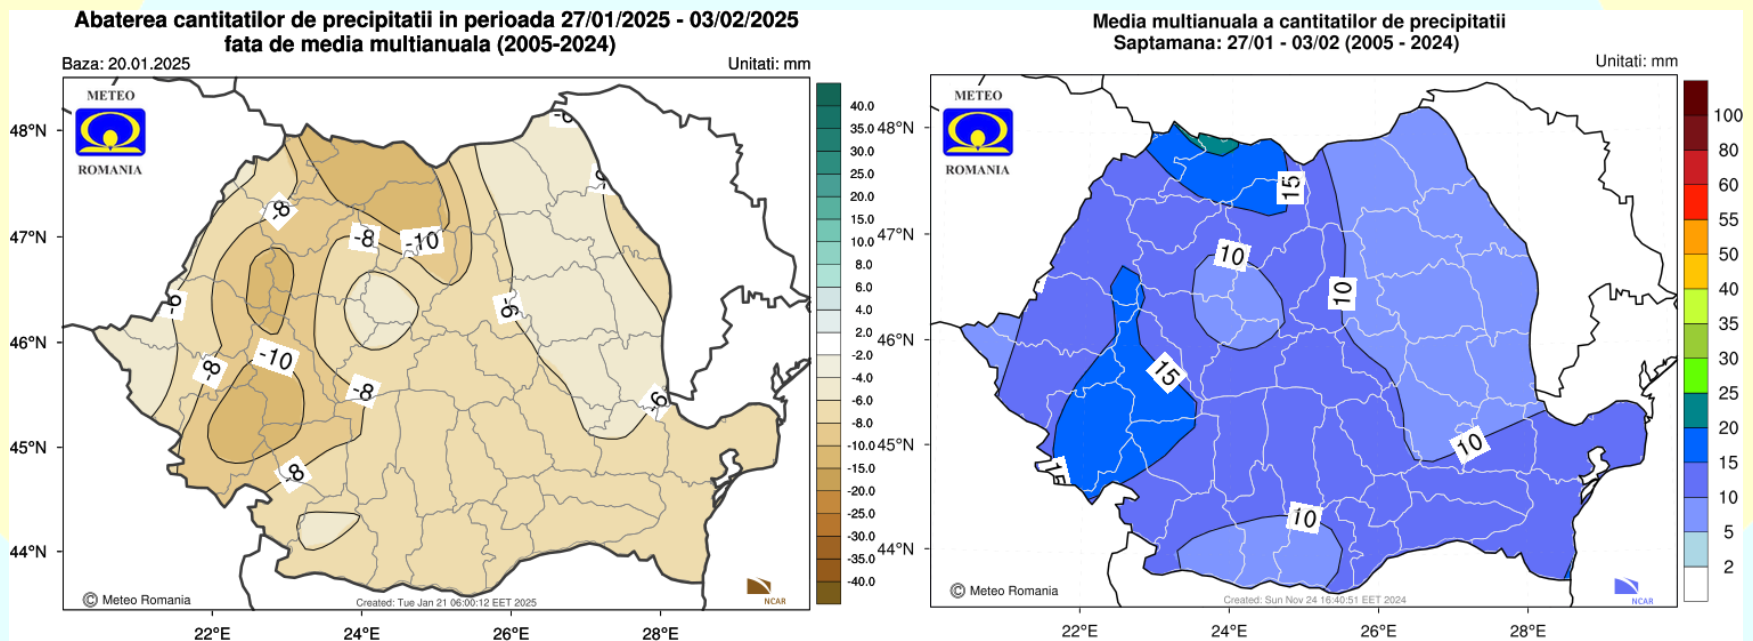 Abaterea cantitatilor de precipitatii in perioada 27/01/2025 - 03/02/2025
fata de media multianuala (2005-2024)
Baza: 20.01.2025
Unitati: mm
METEO
ROMANIA
48°N
47°N
46°N
45°N
44°N
22°E
24°E
26°E
28°E
-6
-8
-8
-10
-6
-6
-10
-8
-8
-6
-8
© Meteo Romania
Created: Tue Jan 21 06:00:12 EET 2025
NCAR
40.0
35.0
30.0
25.0
20.0
15.0
10.0
8.0
6.0
4.0
2.0
-2.0
-4.0
-6.0
-8.0
-10.0
-15.0
-20.0
-25.0
-30.0
-35.0
-40.0
Media multianuala a cantitatilor de precipitatii
Saptamana: 27/01 - 03/02 (2005 - 2024)
Unitati: mm
METEO
ROMANIA
48°N
47°N
46°N
45°N
44°N
22°E
24°E
26°E
28°E
15
10
10
15
10
10
© Meteo Romania
Created: Sun Nov 24 16:40:51 EET 2024
NCAR
100
80
60
55
50
40
35
30
25
20
15
10
5
2